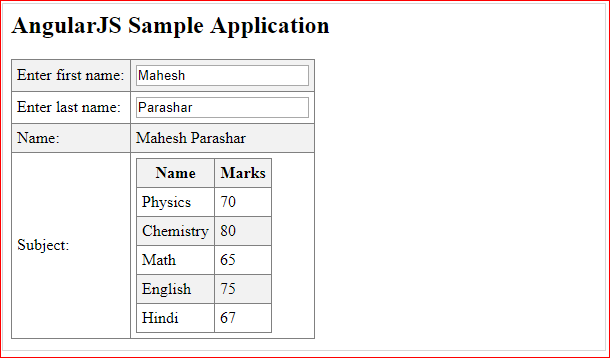 AngularJS Sample Application
Enter first name: Mahesh
Enter last name: Parashar
Name: Mahesh Parashar
Subject:
Name Marks
Physics 70
Chemistry 80
Math 65
English 75
Hindi 67